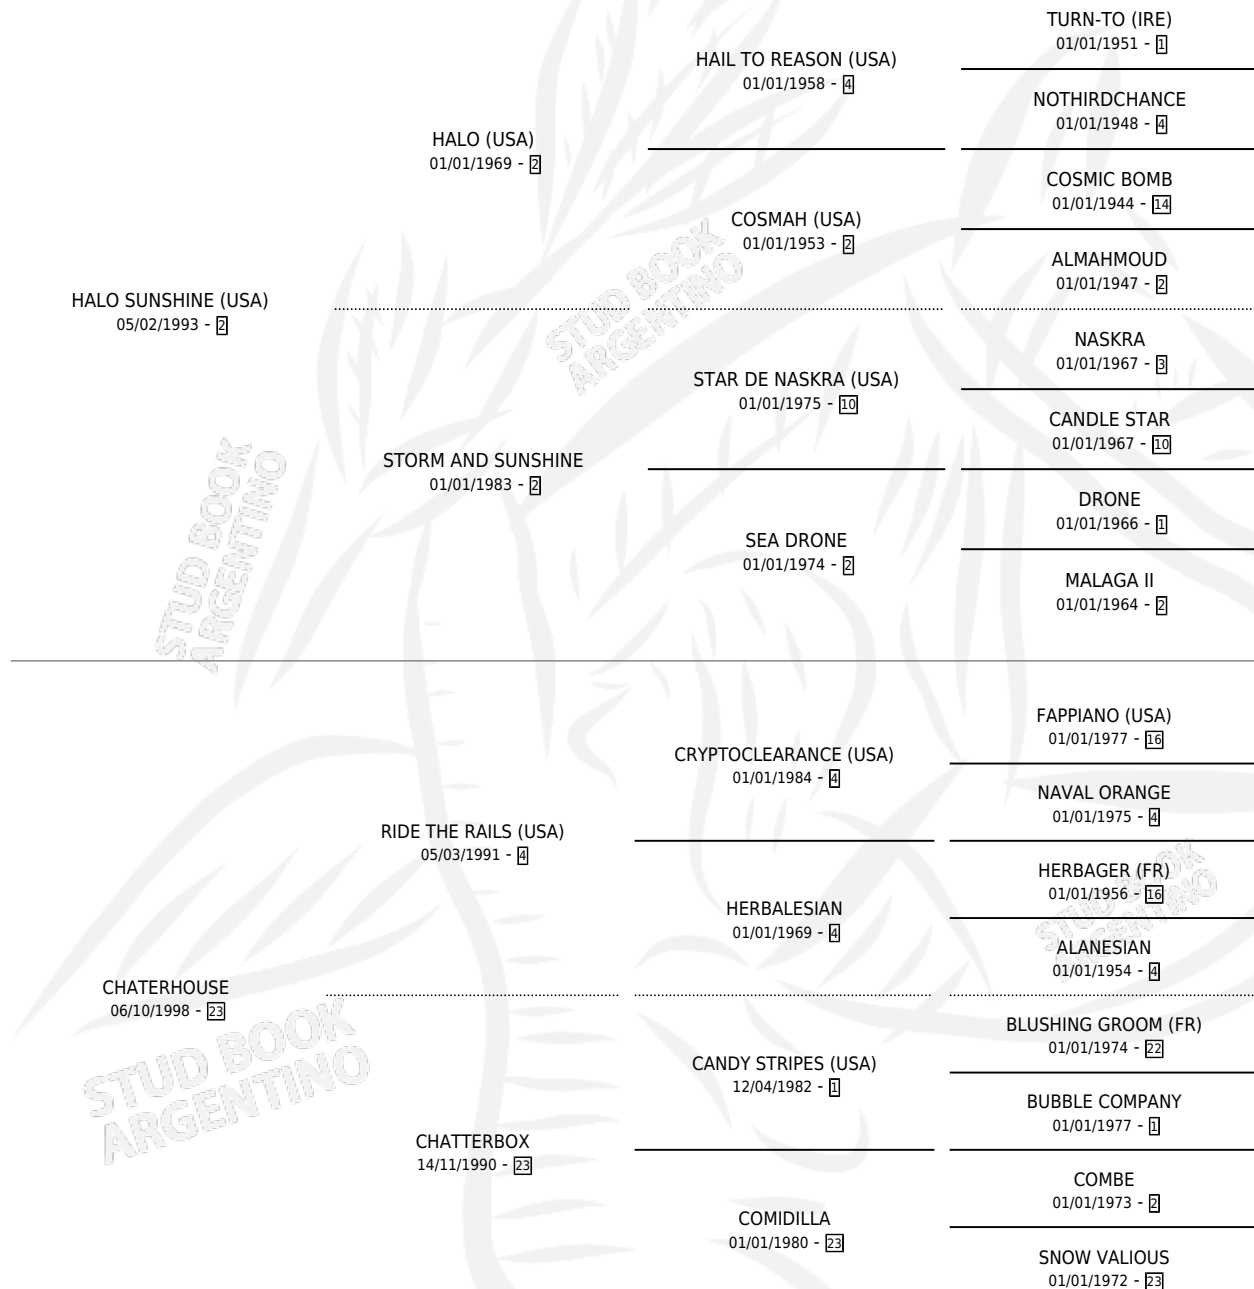 TURN-TO (IRE)
01/01/1951 - 1
HAIL TO REASON (USA)
01/01/1958 - 4
NOTHIRDCHANCE
01/01/1948 - 4
HALO (USA)
01/01/1969 - 2
COSMIC BOMB
01/01/1944 - 14
COSMAH (USA)
01/01/1953 - 2
ALMAHMOUD
01/01/1947 - 2
HALO SUNSHINE (USA)
05/02/1993 - 2
NASKRA
01/01/1967 - 3
STAR DE NASKRA (USA)
01/01/1975 - 10
CANDLE STAR
01/01/1967 - 10
STORM AND SUNSHINE
01/01/1983 - 2
DRONE
01/01/1966 - 1
SEA DRONE
01/01/1974 - 2
MALAGA II
01/01/1964 - 2
FAPPIANO (USA)
01/01/1977 - 16
CRYPTOCLEARANCE (USA)
01/01/1984 - 4
NAVAL ORANGE
01/01/1975 - 4
RIDE THE RAILS (USA)
05/03/1991 - 4
HERBAGER (FR)
01/01/1956 - 16
HERBALESIAN
01/01/1969 - 4
ALANESIAN
01/01/1954 - 4
CHATERHOUSE
06/10/1998 - 23
BLUSHING GROOM (FR)
01/01/1974 - 22
CANDY STRIPES (USA)
12/04/1982 - 1
BUBBLE COMPANY
01/01/1977 - 1
CHATTERBOX
14/11/1990 - 23
COMBE
01/01/1973 - 2
COMIDILLA
01/01/1980 - 23
SNOW VALIOUS
01/01/1972 - 23
STUD BOOK
ARGENTINO
STUD BOOK
ARGENTINO
STUD BOOK
ARGENTINO
STUD BOOK
ARGENTINO